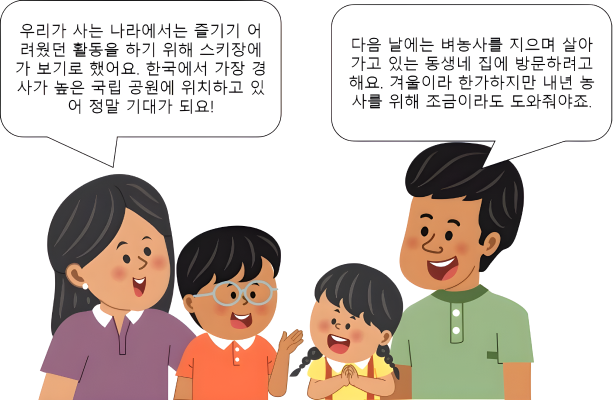 우리가 사는 나라에서는 즐기기 어
려웠던 활동을 하기 위해 스키장에
가 보기로 했어요. 한국에서 가장 경
사가 높은 국립 공원에 위치하고 있
어 정말 기대가 되요!
다음 날에는 벼농사를 지으며 살아
가고 있는 동생네 집에 방문하려고
해요. 겨울이라 한가하지만 내년 농
사를 위해 조금이라도 도와줘야죠.